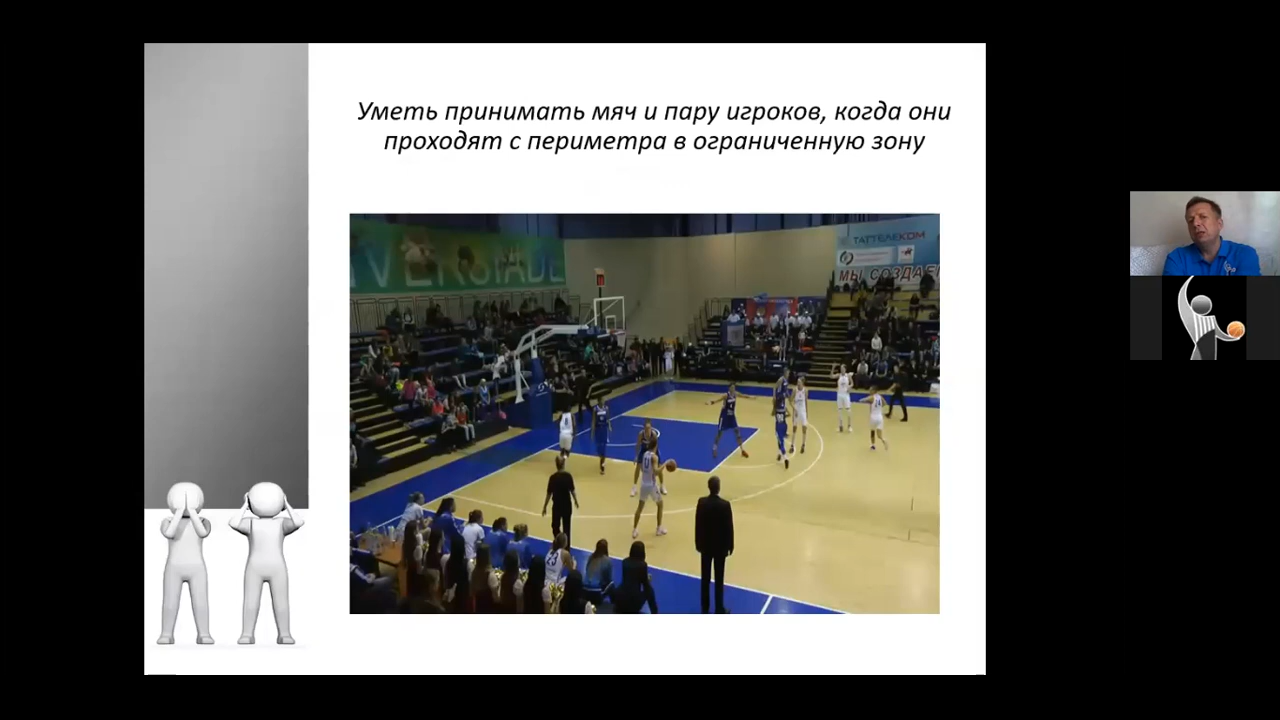 Уметь принимать мяч и пару игроков, когда они
проходят с периметра в ограниченную зону
ТАТТЕЛЕКОМ
МЫ СОЗДАЕ